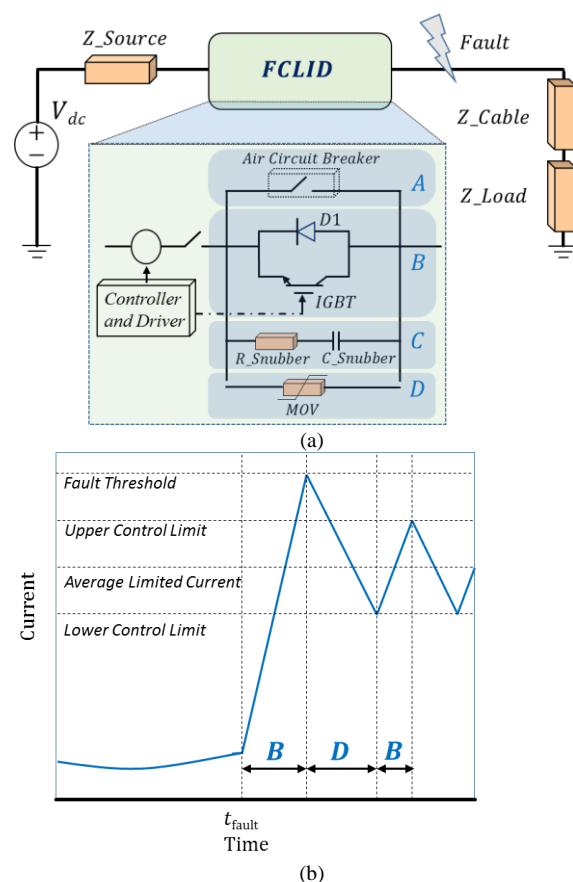 Z_Source
FCLID
Fault
V_dc
+
−
Z_Cable
Z_Load
Air Circuit Breaker
A
D1
B
IGBT
Controller
and Driver
C
R_Snubber
C_Snubber
D
MOV
(a)
Fault Threshold
Upper Control Limit
Average Limited Current
Lower Control Limit
Current
B
D
B
t_fault
Time
(b)